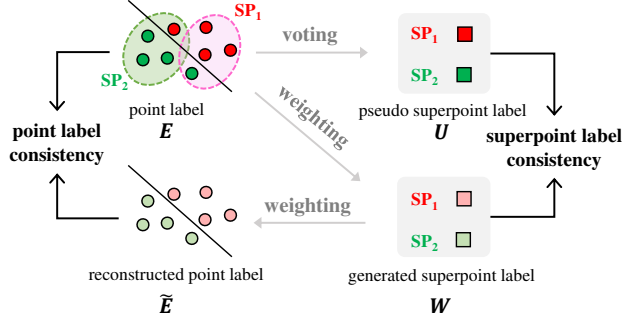 SP1
SP2
point label
E
voting
SP1
SP2
pseudo superpoint label
U
weighting
point label
consistency
superpoint label
consistency
weighting
reconstructed point label
Ẽ
SP1
SP2
generated superpoint label
W